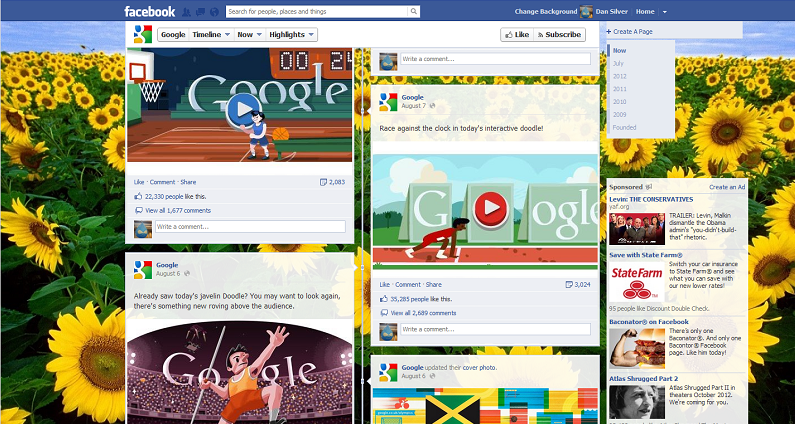 facebook
Search for people, places and things
Change Background
Dan Silver
Home
Google
Timeline
Now
Highlights
Like
Subscribe
00 24
Google
Like · Comment · Share
2,083
22,330 people like this.
View all 1,677 comments
Write a comment...
Google
August 6
Already saw today's javelin Doodle? You may want to look again,
there's something new roving above the audience.
Google
Write a comment...
Google
August 7
Race against the clock in today's interactive doodle!
Google
Like · Comment · Share
3,024
35,285 people like this.
View all 2,689 comments
Write a comment...
Google updated their cover photo.
August 6
+ Create A Page
Now
July
2012
2011
2010
2009
Founded
Sponsored
Create an Ad
Levin: THE CONSERVATIVES
yaf.org
TRAILER: Levin, Malkin
dismantle the Obama
admin's "you-didn't-build-
that" rhetoric.
Save with State Farm®
StateFarm
Switch your car insurance
to State Farm® and see
what you can save with
our new lower rates!
95 people like Discount Double Check.
Baconator® on Facebook
There's only one
Baconator®. And only one
Baconator® Facebook
page. Like him today!
Atlas Shrugged Part 2
Atlas Shrugged Part II in
theaters October 2012.
We're coming for you.